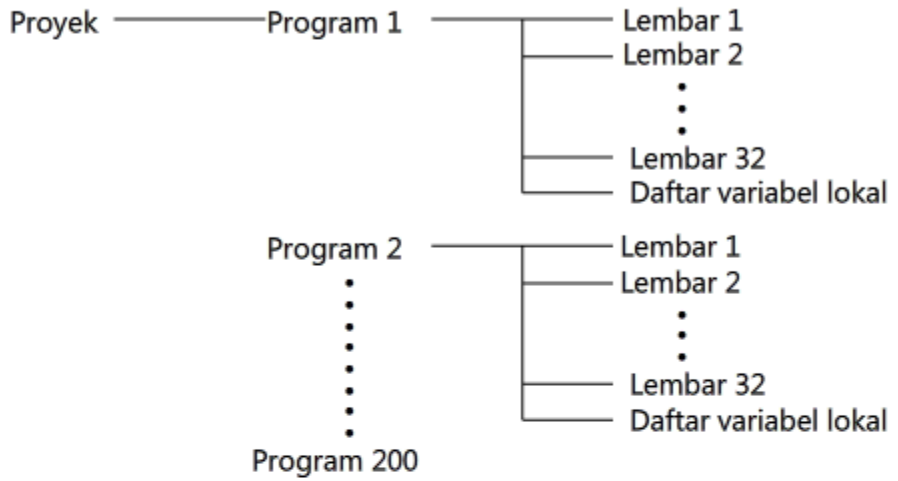 Proyek Program 1 Lembar 1
Lembar 2
Lembar 32
Daftar variabel lokal
Program 2 Lembar 1
Lembar 2
Lembar 32
Daftar variabel lokal
Program 200